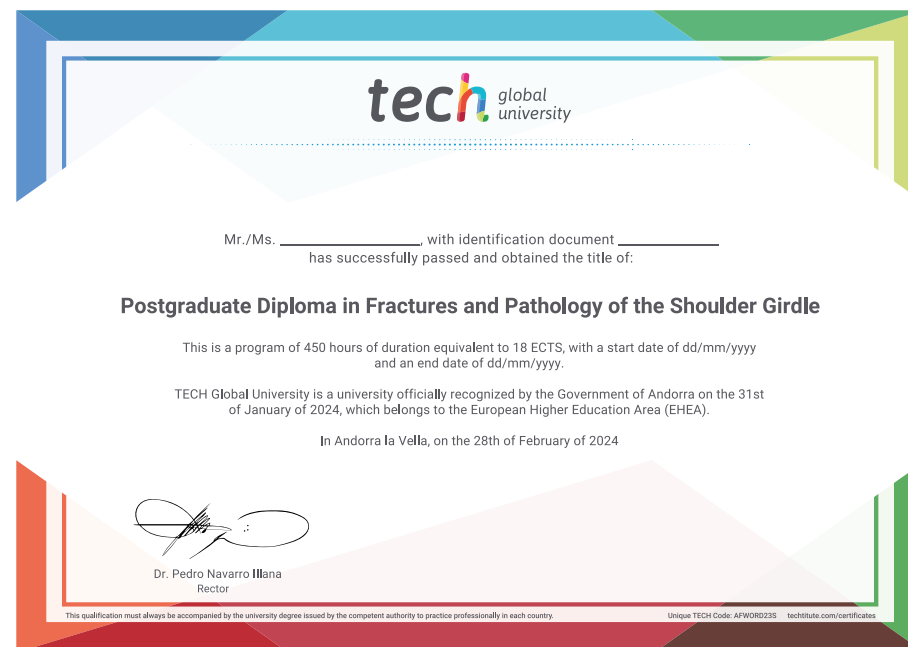 tech global university
Mr./Ms. ____________________, with identification document ______________
has successfully passed and obtained the title of:
Postgraduate Diploma in Fractures and Pathology of the Shoulder Girdle
This is a program of 450 hours of duration equivalent to 18 ECTS, with a start date of dd/mm/yyyy
and an end date of dd/mm/yyyy.
TECH Global University is a university officially recognized by the Government of Andorra on the 31st
of January of 2024, which belongs to the European Higher Education Area (EHEA).
In Andorra la Vella, on the 28th of February of 2024
Dr. Pedro Navarro Illana
Rector
This qualification must always be accompanied by the university degree issued by the competent authority to practice professionally in each country. Unique TECH Code: AFWORD23S techtitute.com/certificates